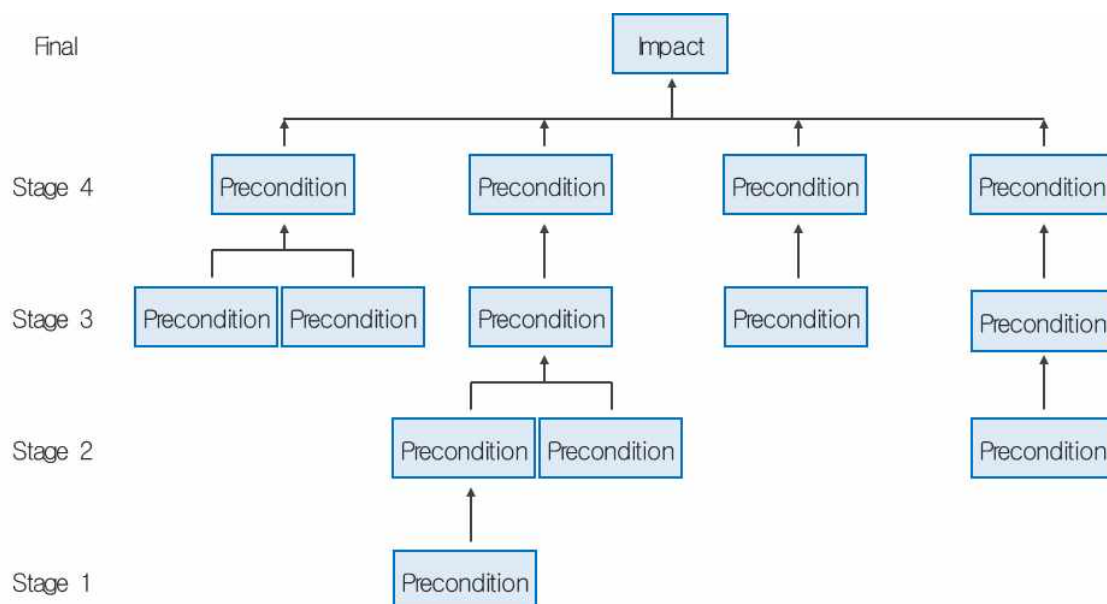 Final Impact
Stage 4 Precondition Precondition Precondition Precondition
Stage 3 Precondition Precondition Precondition Precondition Precondition
Stage 2 Precondition Precondition Precondition
Stage 1 Precondition